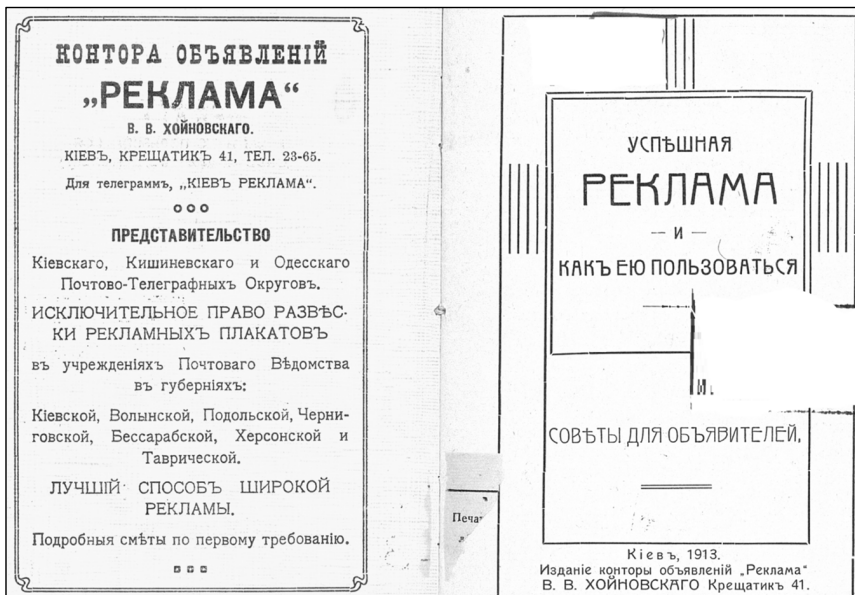 КОНТОРА ОБЪЯВЛЕНІЙ
„РЕКЛАМА“
В. В. ХОЙНОВСКАГО.
КІЕВЪ, КРЕЩАТИКЪ 41, ТЕЛ. 23-65.
Для телеграммъ, „КІЕВЪ РЕКЛАМА“.
ПРЕДСТАВИТЕЛЬСТВО
Кіевскаго, Кишиневскаго и Одесскаго
Почтово-Телеграфныхъ Округовъ.
ИСКЛЮЧИТЕЛЬНОЕ ПРАВО РАЗВѢС-
КИ РЕКЛАМНЫХЪ ПЛАКАТОВЪ
въ учрежденіяхъ Почтоваго Вѣдомства
въ губерніяхъ:
Кіевской, Волынской, Подольской, Черни-
говской, Бессарабской, Херсонской и
Таврической.
ЛУЧШІЙ СПОСОБЪ ШИРОКОЙ
РЕКЛАМЫ.
Подробныя смѣты по первому требованію.
УСПѢШНАЯ
РЕКЛАМА
— И —
КАКЪ ЕЮ ПОЛЬЗОВАТЬСЯ
СОВѢТЫ ДЛЯ ОБЪЯВИТЕЛЕЙ.
Кіевъ, 1913.
Изданіе конторы объявленій „Реклама“
В. В. ХОЙНОВСКАГО Крещатикъ 41.